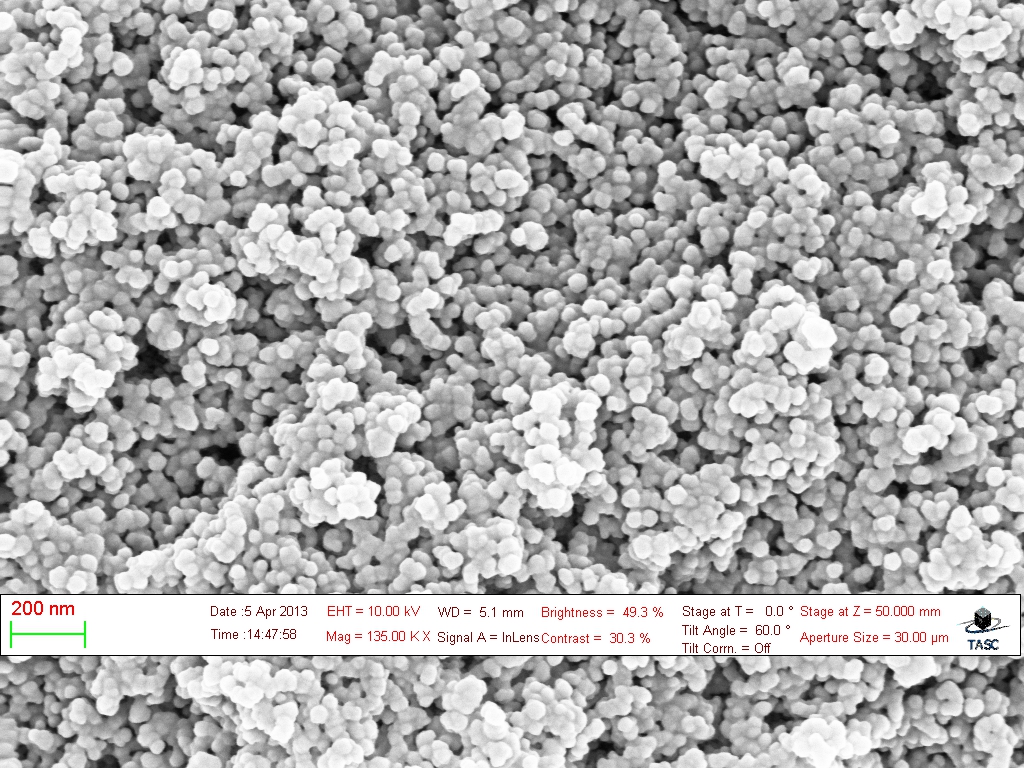 200 nm
Date :5 Apr 2013 EHT = 10.00 kV WD = 5.1 mm Brightness = 49.3 % Stage at T = 0.0 ° Stage at Z = 50.000 mm
Time :14:47:58 Mag = 135.00 K X Signal A = InLens Contrast = 30.3 % Tilt Angle = 60.0 ° Aperture Size = 30.00 µm
Tilt Corrn. = Off
TASC